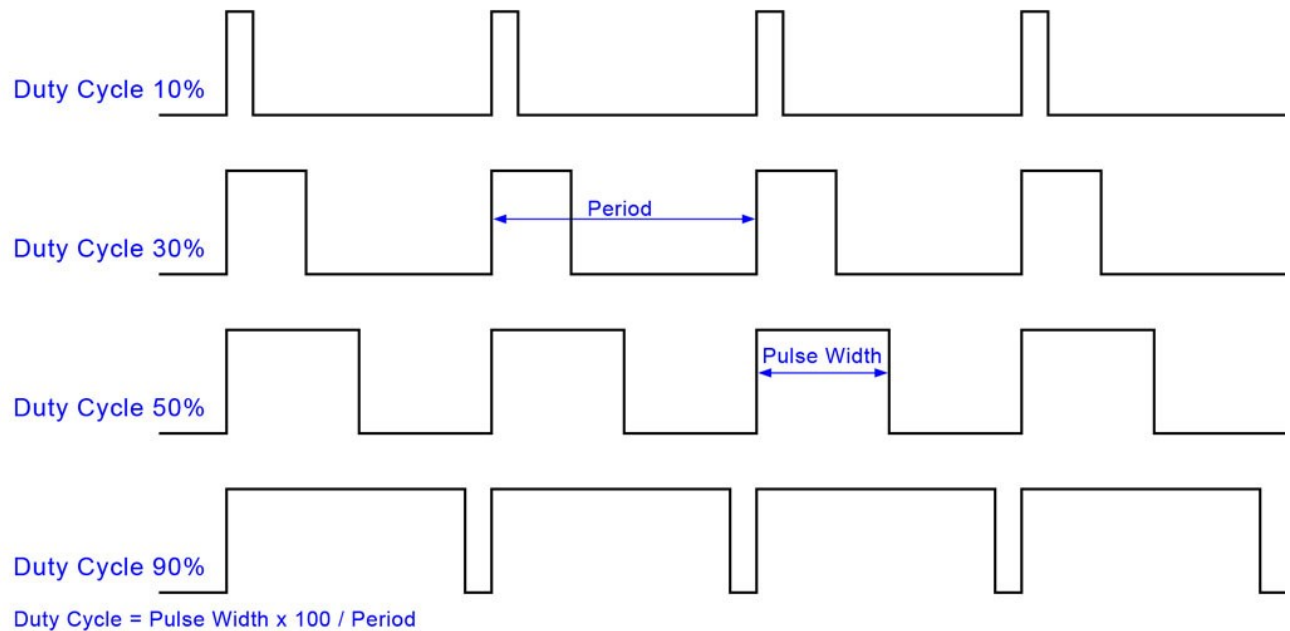 Duty Cycle 10%
Period
Duty Cycle 30%
Pulse Width
Duty Cycle 50%
Duty Cycle 90%
Duty Cycle = Pulse Width x 100 / Period